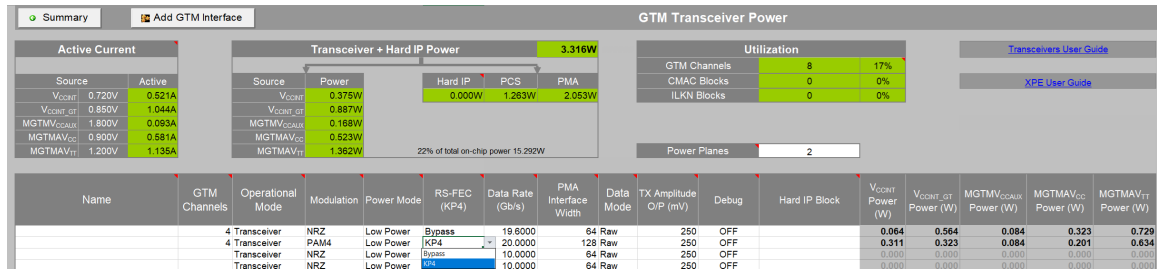 Summary
Add GTM Interface
GTM Transceiver Power
Active Current
Source Active
VCCINT 0.720V 0.521A
VCCINT_GT 0.850V 1.044A
MGTMVCCAUX 1.800V 0.093A
MGTMAVCC 0.900V 0.581A
MGTMAVTT 1.200V 1.135A
Transceiver + Hard IP Power 3.316W
Source Power Hard IP PCS PMA
VCCINT 0.375W 0.000W 1.263W 2.053W
VCCINT_GT 0.887W
MGTMVCCAUX 0.168W
MGTMAVCC 0.523W
MGTMAVTT 1.362W 22% of total on-chip power 15.292W
Utilization
GTM Channels 8 17%
CMAC Blocks 0 0%
ILKN Blocks 0 0%
Power Planes 2
Transceivers User Guide
XPE User Guide
Name GTM Channels Operational Mode Modulation Power Mode RS-FEC (KP4) Data Rate (Gb/s) PMA Interface Width Data Mode TX Amplitude O/P (mV) Debug Hard IP Block VCCINT Power (W) VCCINT_GT Power (W) MGTMVCCAUX Power (W) MGTMAVCC Power (W) MGTMAVTT Power (W)
4 Transceiver NRZ Low Power Bypass 19.6000 64 Raw 250 OFF 0.064 0.564 0.084 0.323 0.729
4 Transceiver PAM4 Low Power KP4 20.0000 128 Raw 250 OFF 0.311 0.323 0.084 0.201 0.634
Transceiver NRZ Low Power Bypass 10.0000 64 Raw 250 OFF 0.000 0.000 0.000 0.000 0.000
Transceiver NRZ Low Power KP4 10.0000 64 Raw 250 OFF 0.000 0.000 0.000 0.000 0.000